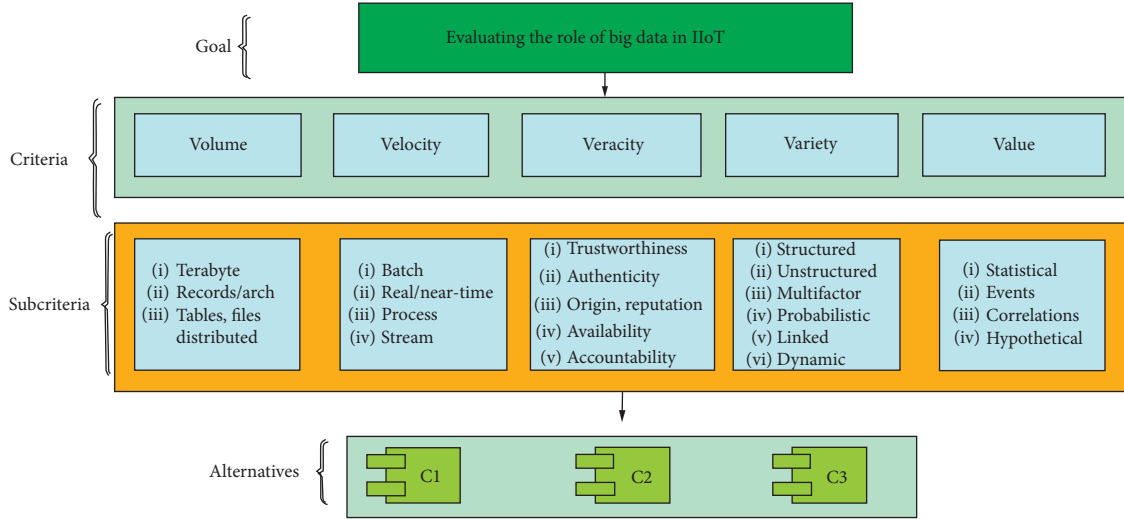 Goal
Evaluating the role of big data in IIoT
Criteria
Volume
Velocity
Veracity
Variety
Value
Subcriteria
(i) Terabyte
(ii) Records/arch
(iii) Tables, files
distributed
(i) Batch
(ii) Real/near-time
(iii) Process
(iv) Stream
(i) Trustworthiness
(ii) Authenticity
(iii) Origin, reputation
(iv) Availability
(v) Accountability
(i) Structured
(ii) Unstructured
(iii) Multifactor
(iv) Probabilistic
(v) Linked
(vi) Dynamic
(i) Statistical
(ii) Events
(iii) Correlations
(iv) Hypothetical
Alternatives
C1
C2
C3